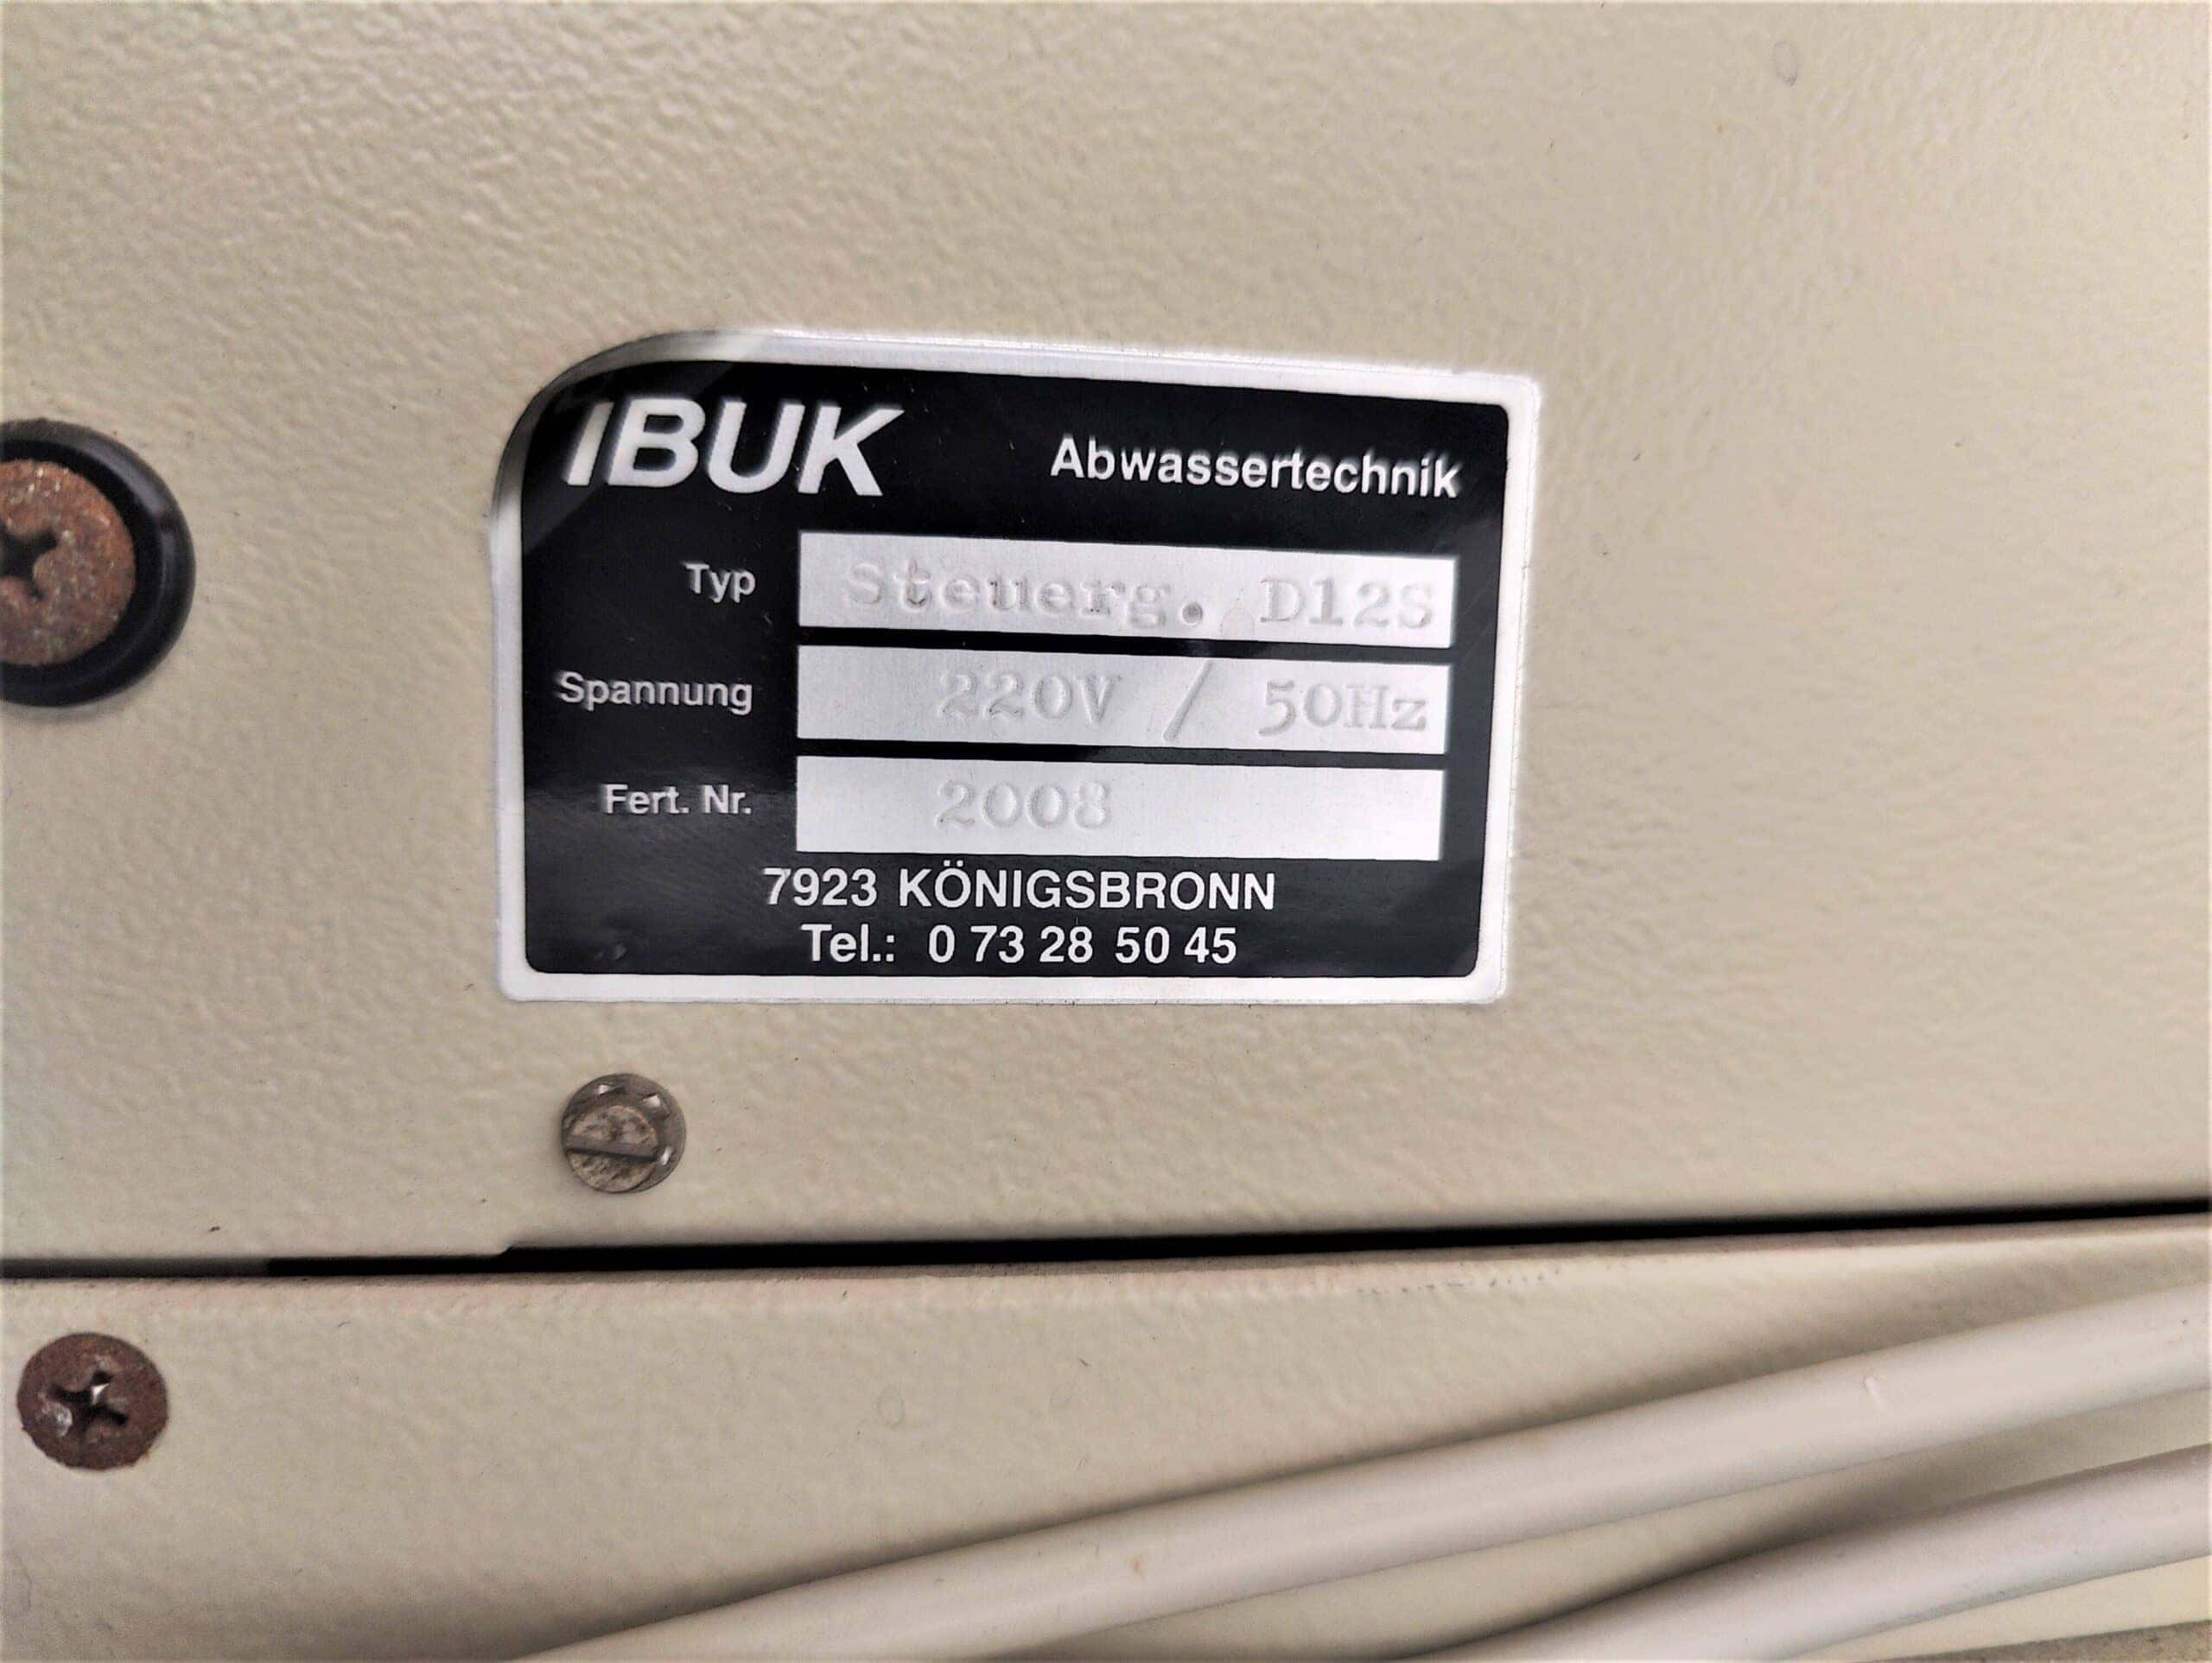 IBUK Abwassertechnik
Typ Steuerg. D12S
Spannung 220V / 50Hz
Fert. Nr. 2008
7923 KÖNIGSBRONN
Tel.: 0 73 28 50 45